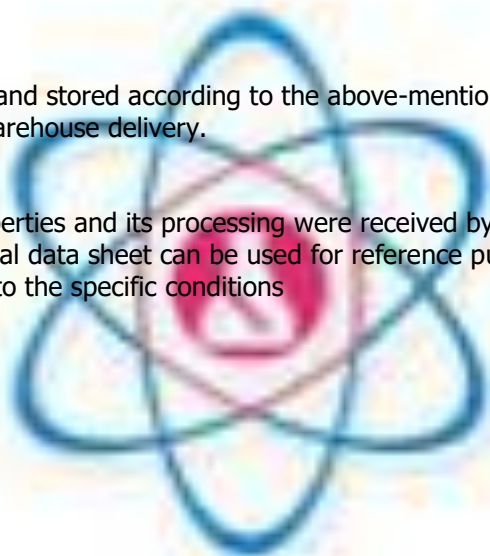 and stored according to the above-mentio
arehouse delivery.
perties and its processing were received by
al data sheet can be used for reference pu
to the specific conditions